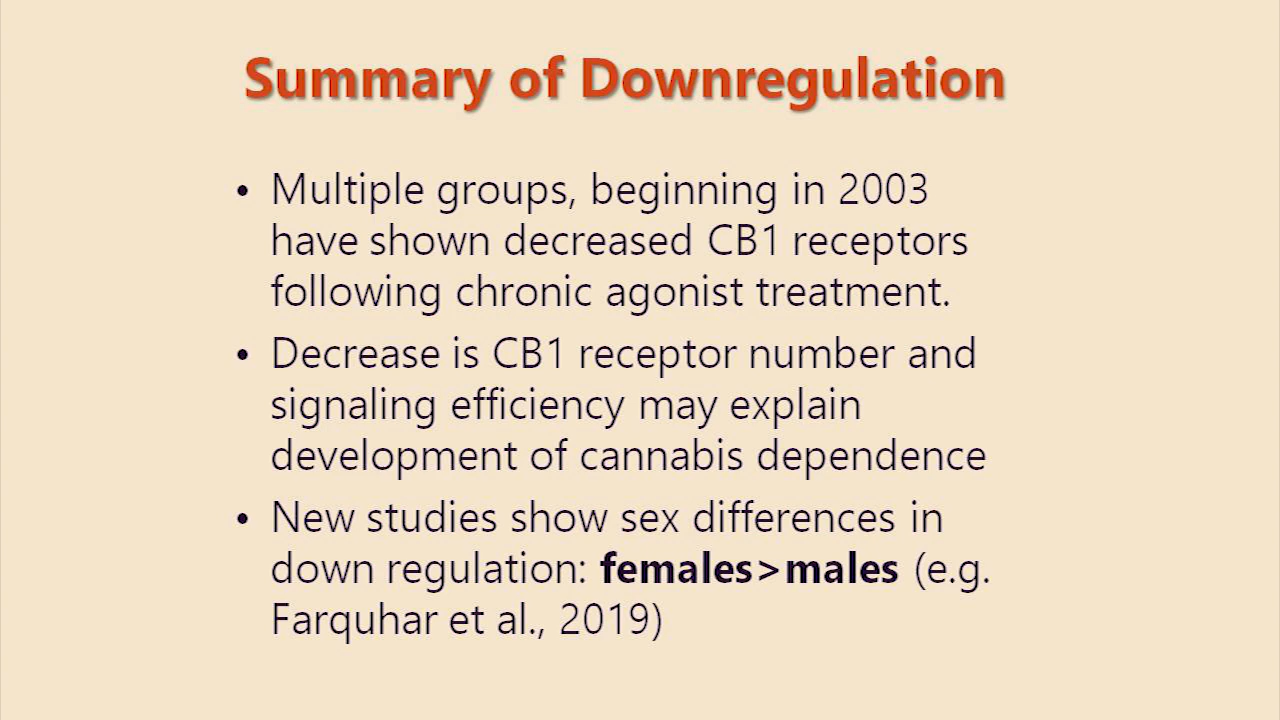 Summary of Downregulation
• Multiple groups, beginning in 2003
have shown decreased CB1 receptors
following chronic agonist treatment.
• Decrease is CB1 receptor number and
signaling efficiency may explain
development of cannabis dependence
• New studies show sex differences in
down regulation: females>males (e.g.
Farquhar et al., 2019)